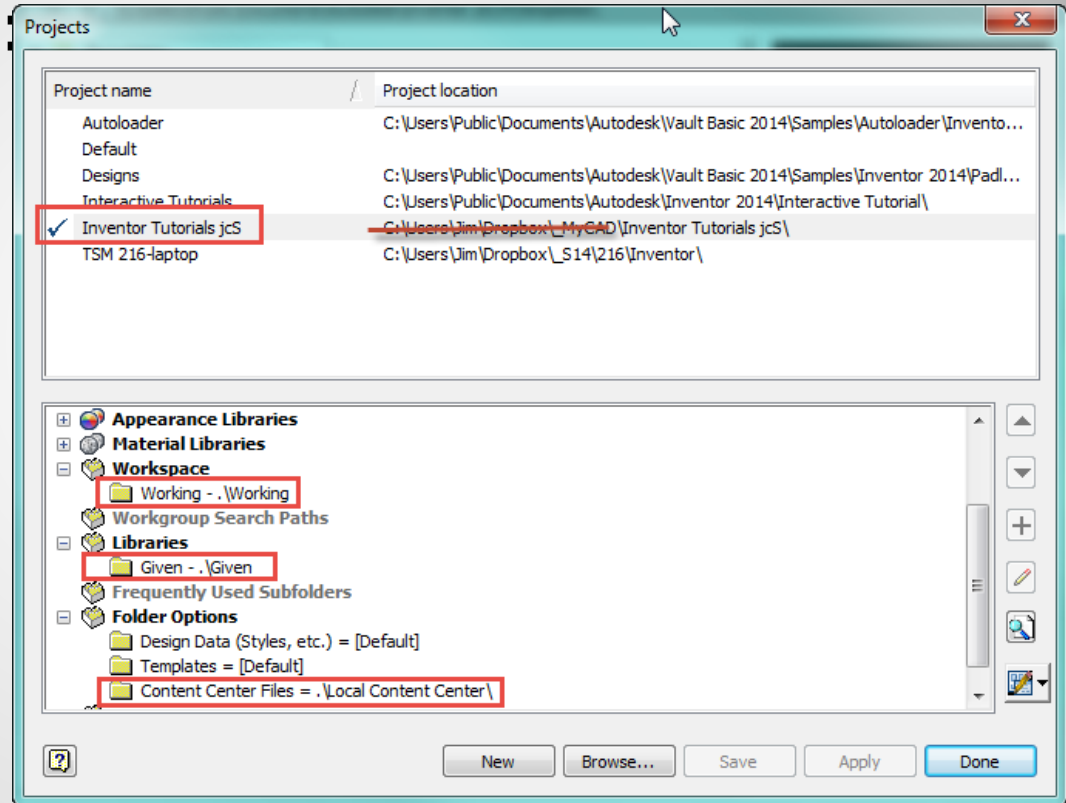 Projects
Project name / Project location
Autoloader C:\Users\Public\Documents\Autodesk\Vault Basic 2014\Samples\Autoloader\Invento...
Default
Designs C:\Users\Public\Documents\Autodesk\Vault Basic 2014\Samples\Inventor 2014\Padl...
Interactive Tutorials C:\Users\Public\Documents\Autodesk\Inventor 2014\Interactive Tutorial\
Inventor Tutorials jcS C:\Users\Jim\Dropbox\_MyCAD\Inventor Tutorials jcS\
TSM 216-laptop C:\Users\Jim\Dropbox\_S14\216\Inventor\
Appearance Libraries
Material Libraries
Workspace
Working - .\Working
Workgroup Search Paths
Libraries
Given - .\Given
Frequently Used Subfolders
Folder Options
Design Data (Styles, etc.) = [Default]
Templates = [Default]
Content Center Files = .\Local Content Center\
New Browse... Save Apply Done